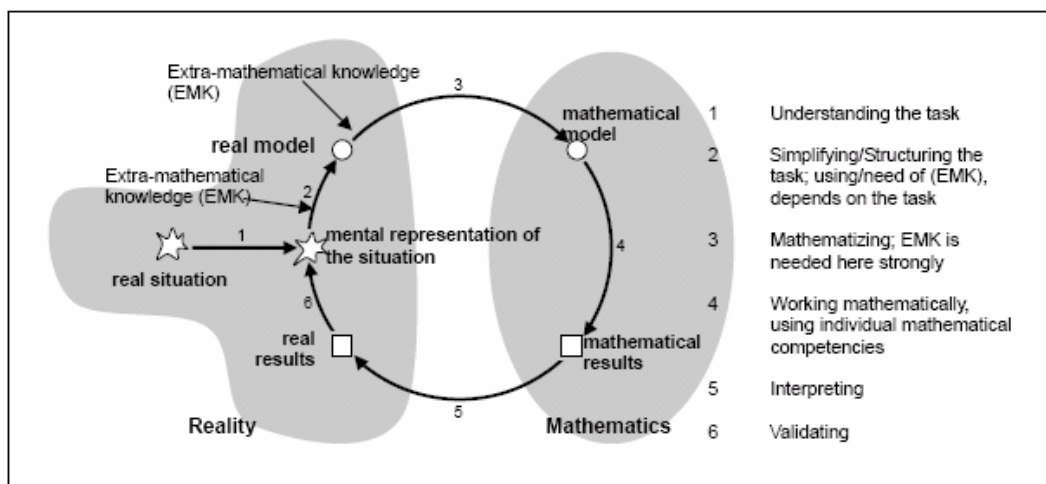 Extra-mathematical knowledge
(EMK)
3
mathematical
model
real model
Extra-mathematical
knowledge (EMK)
2
1
mental representation of
the situation
real situation
4
6
real
results
mathematical
results
5
Reality
Mathematics
1 Understanding the task
2 Simplifying/Structuring the
task; using/need of (EMK),
depends on the task
3 Mathematizing; EMK is
needed here strongly
4 Working mathematically,
using individual mathematical
competencies
5 Interpreting
6 Validating